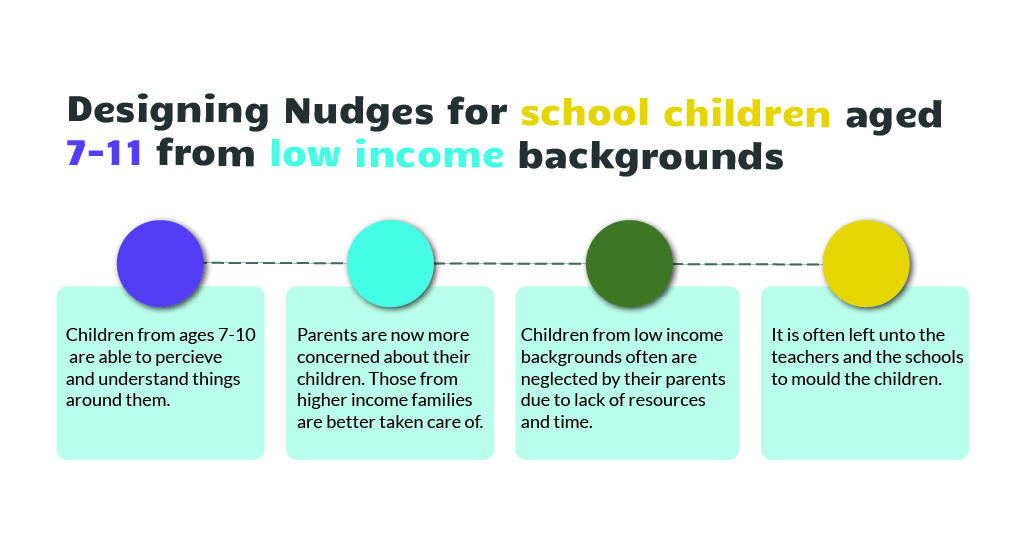 Designing Nudges for school children aged
7-11 from low income backgrounds
Children from ages 7-10
are able to percieve
and understand things
around them.
Parents are now more
concerned about their
children. Those from
higher income families
are better taken care of.
Children from low income
backgrounds often are
neglected by their parents
due to lack of resources
and time.
It is often left unto the
teachers and the schools
to mould the children.